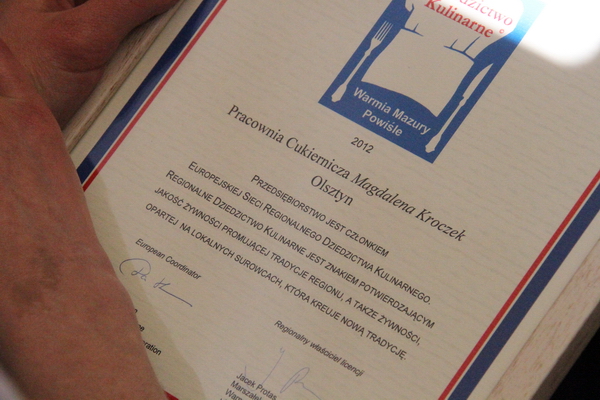 Kulinarne
Warmia Mazury
Powiśle
2012
Pracownia Cukiernicza Magdalena Kroczek
Olsztyn
PRZEDSIĘBIORSTWO JEST CZŁONKIEM
EUROPEJSKIEJ SIECI REGIONALNEGO DZIEDZICTWA KULINARNEGO.
REGIONALNE DZIEDZICTWO KULINARNE JEST ZNAKIEM POTWIERDZAJĄCYM
JAKOŚĆ ŻYWNOŚCI PROMUJĄCEJ TRADYCJE REGIONU, A TAKŻE ŻYWNOŚCI,
OPARTEJ NA LOKALNYCH SUROWCACH, KTÓRA KREUJE NOWĄ TRADYCJĘ.
European Coordinator
Regionalny właściciel licencji
Jacek Protas